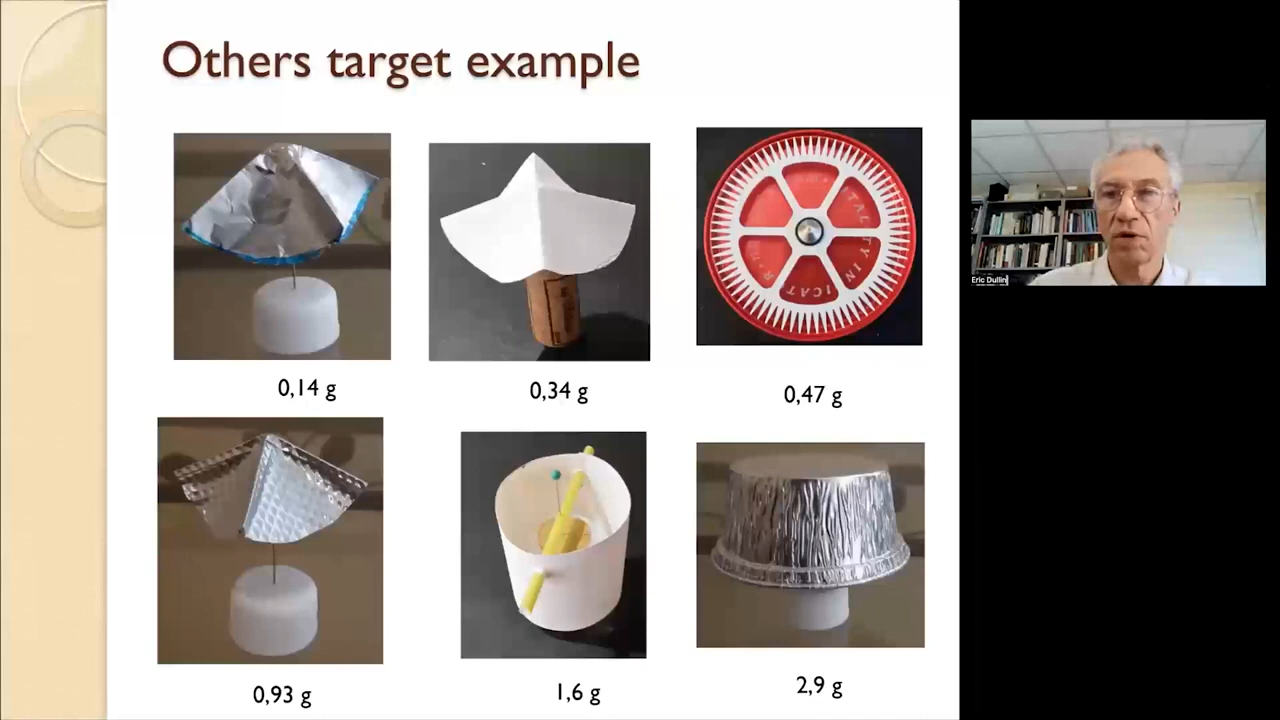 Others target example
Eric Dullin
0,14 g
0,34 g
0,47 g
0,93 g
1,6 g
2,9 g